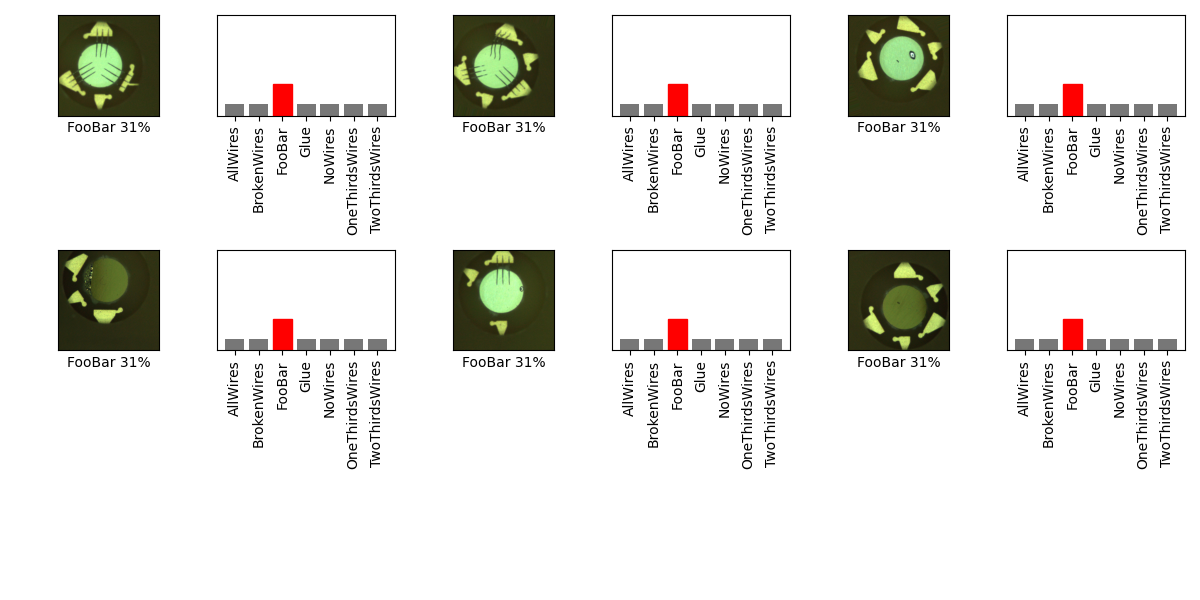 FooBar 31%
AllWires
BrokenWires
FooBar
Glue
NoWires
OneThirdsWires
TwoThirdsWires
FooBar 31%
AllWires
BrokenWires
FooBar
Glue
NoWires
OneThirdsWires
TwoThirdsWires
FooBar 31%
AllWires
BrokenWires
FooBar
Glue
NoWires
OneThirdsWires
TwoThirdsWires
FooBar 31%
AllWires
BrokenWires
FooBar
Glue
NoWires
OneThirdsWires
TwoThirdsWires
FooBar 31%
AllWires
BrokenWires
FooBar
Glue
NoWires
OneThirdsWires
TwoThirdsWires
FooBar 31%
AllWires
BrokenWires
FooBar
Glue
NoWires
OneThirdsWires
TwoThirdsWires